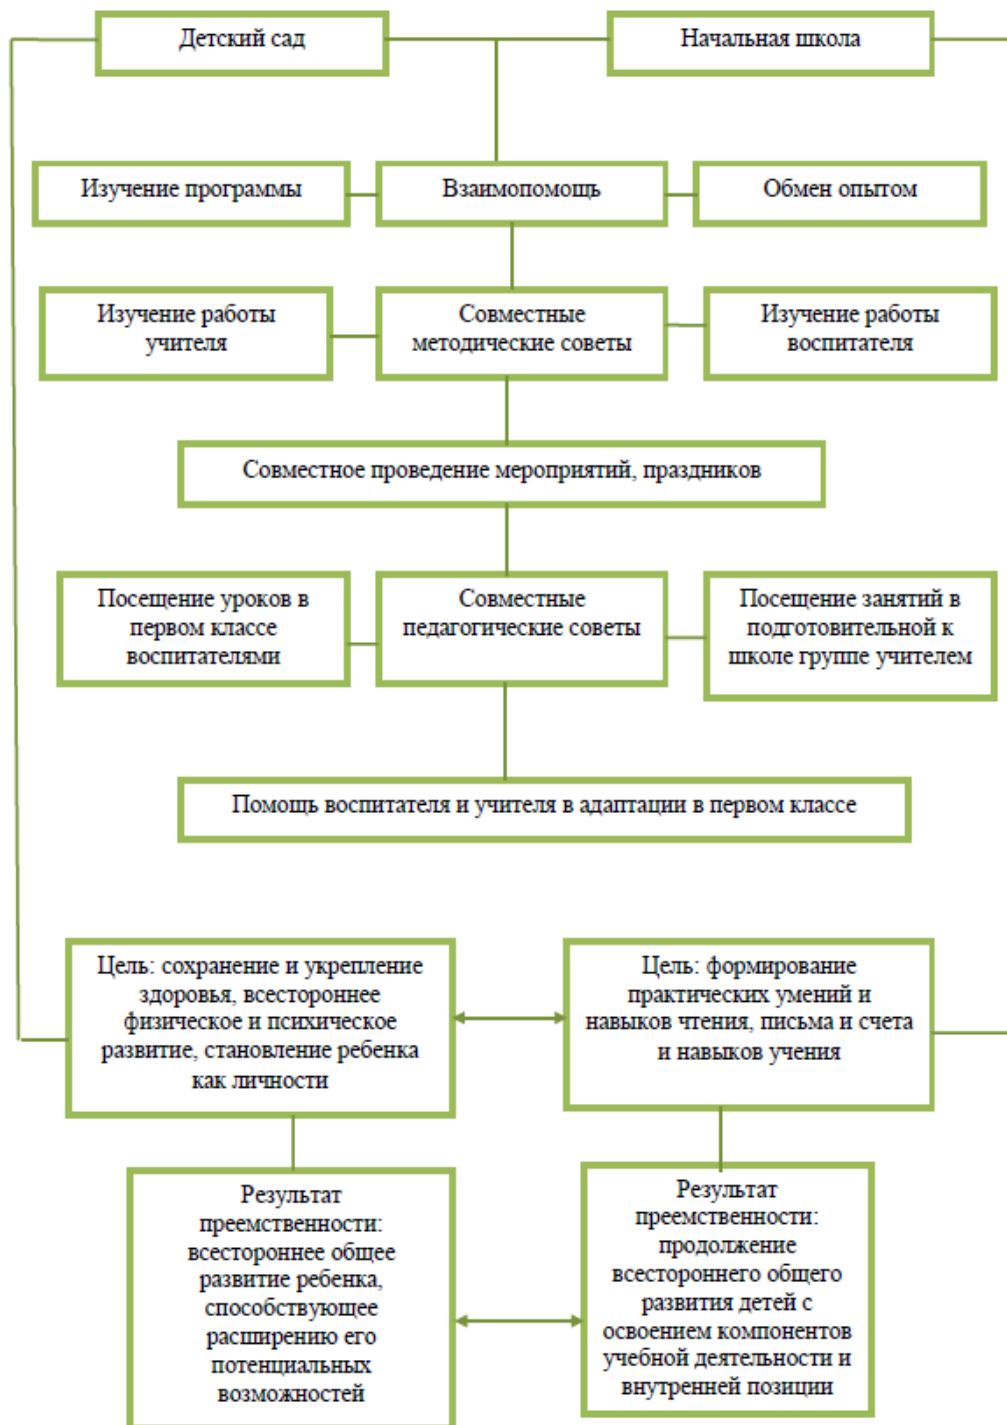 Детский сад
Начальная школа
Изучение программы
Взаимопомощь
Обмен опытом
Изучение работы
учителя
Совместные
методические советы
Изучение работы
воспитателя
Совместное проведение мероприятий, праздников
Посещение уроков в
первом классе
воспитателями
Совместные
педагогические советы
Посещение занятий в
подготовительной к
школе группе учителем
Помощь воспитателя и учителя в адаптации в первом классе
Цель: сохранение и укрепление
здоровья, всестороннее
физическое и психическое
развитие, становление ребенка
как личности
Цель: формирование
практических умений и
навыков чтения, письма и счета
и навыков учения
Результат
преемственности:
всестороннее общее
развитие ребенка,
способствующее
расширению его
потенциальных
возможностей
Результат
преемственности:
продолжение
всестороннего общего
развития детей с
освоением компонентов
учебной деятельности и
внутренней позиции